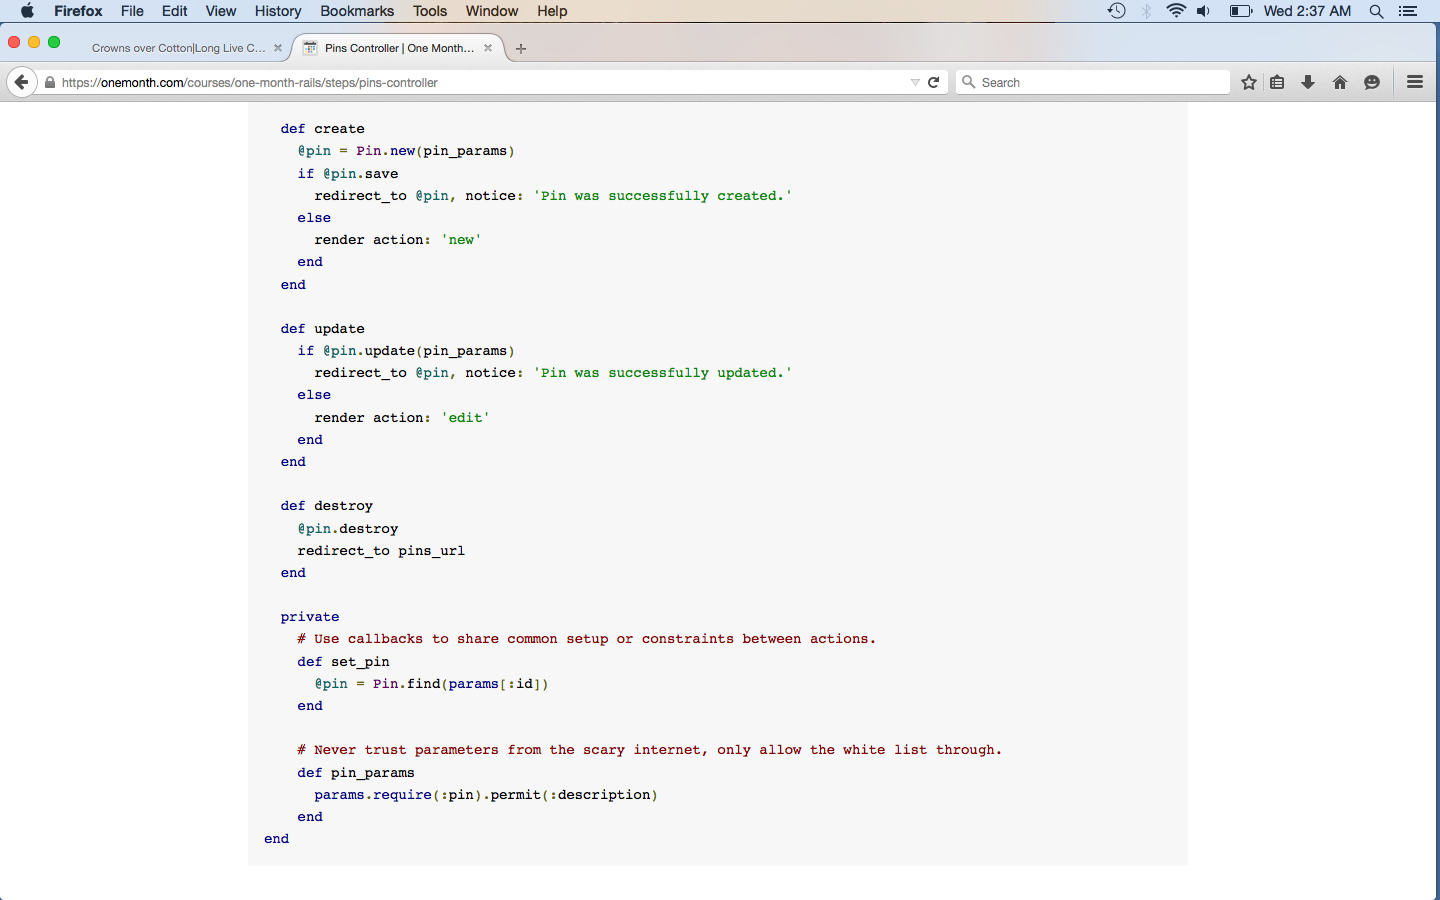 Firefox File Edit View History Bookmarks Tools Window Help Wed 2:37 AM
Crowns over Cotton|Long Live C... Pins Controller | One Month...
https://onemonth.com/courses/one-month-rails/steps/pins-controller Search
def create
@pin = Pin.new(pin_params)
if @pin.save
redirect_to @pin, notice: 'Pin was successfully created.'
else
render action: 'new'
end
end
def update
if @pin.update(pin_params)
redirect_to @pin, notice: 'Pin was successfully updated.'
else
render action: 'edit'
end
end
def destroy
@pin.destroy
redirect_to pins_url
end
private
# Use callbacks to share common setup or constraints between actions.
def set_pin
@pin = Pin.find(params[:id])
end
# Never trust parameters from the scary internet, only allow the white list through.
def pin_params
params.require(:pin).permit(:description)
end
end